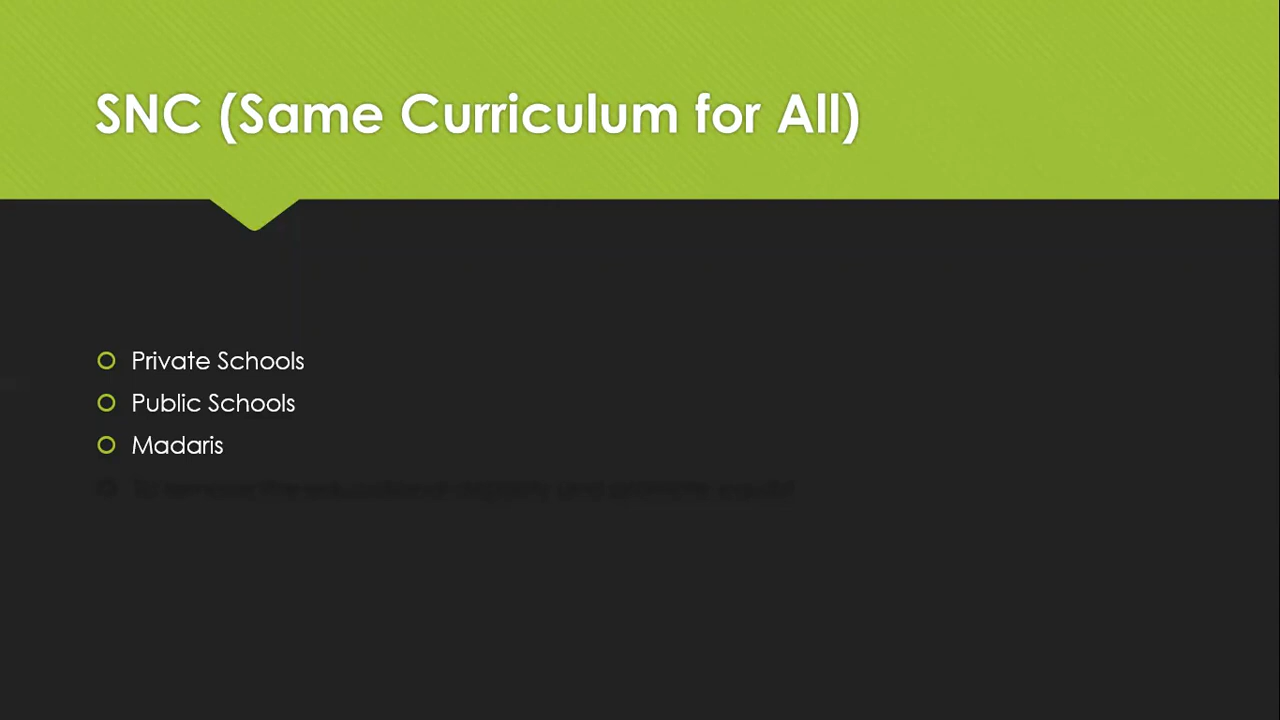 SNC (Same Curriculum for All)
Private Schools
Public Schools
Madaris